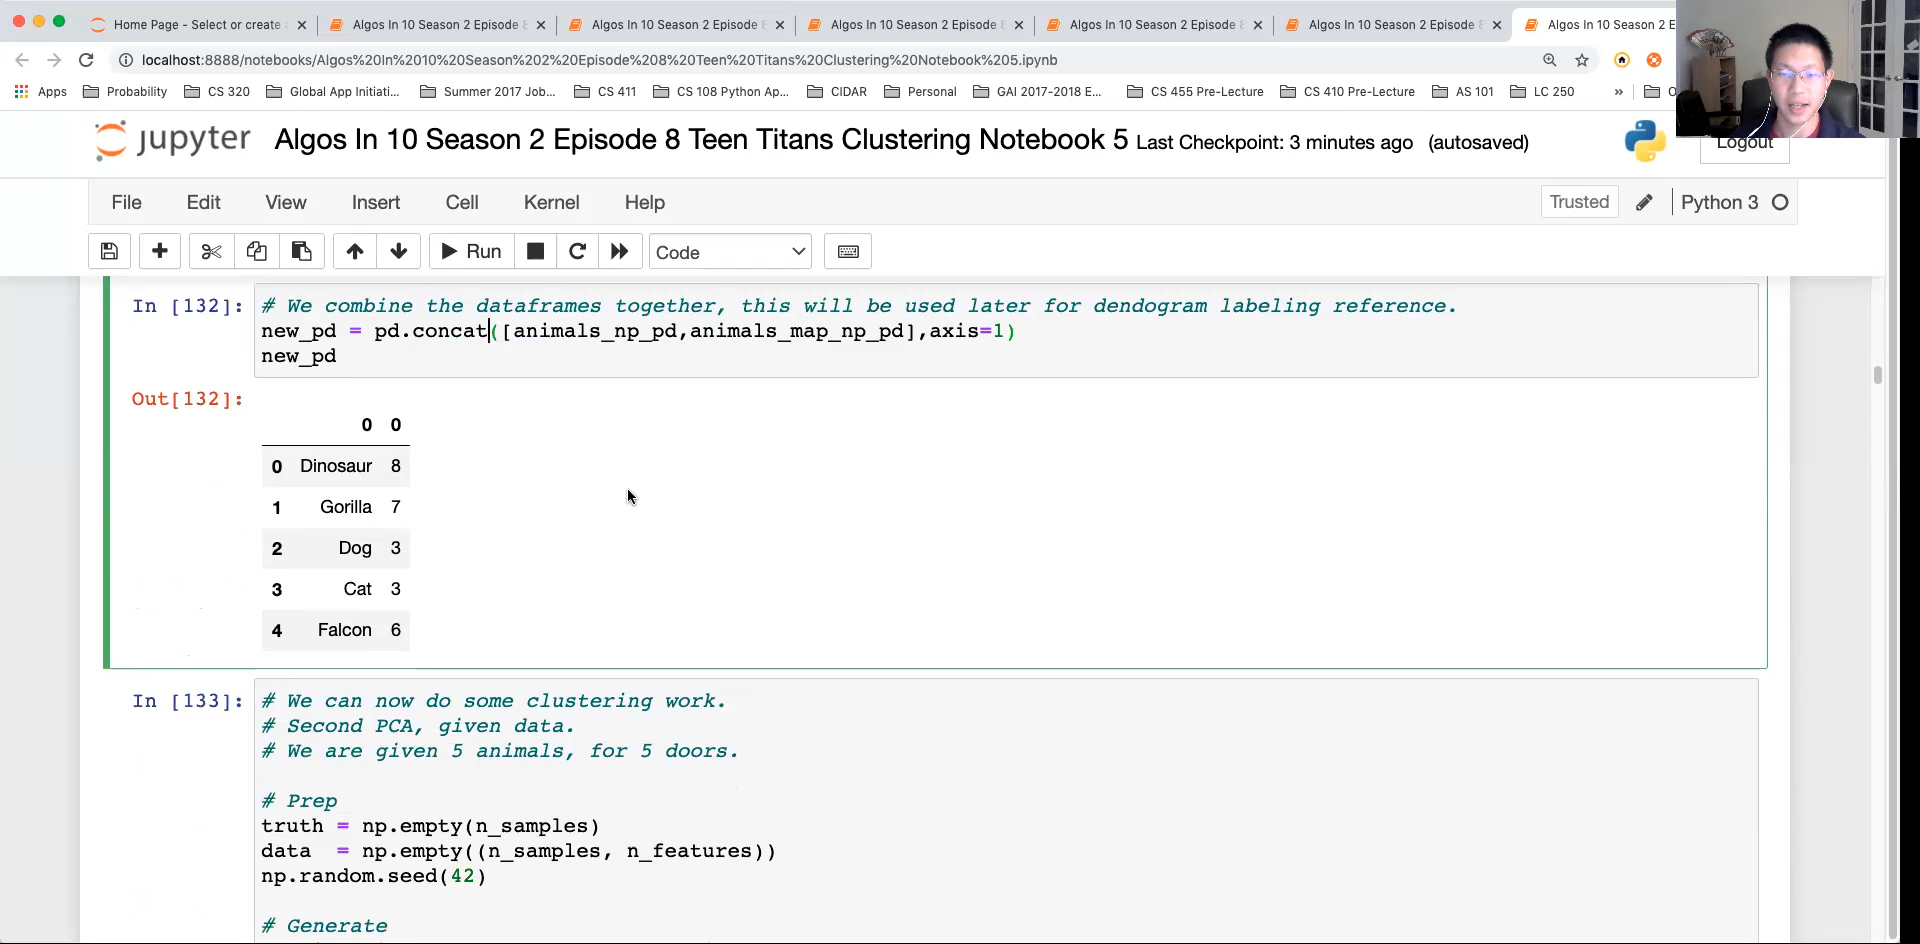 Home Page - Select or create
Algos In 10 Season 2 Episode 8
Algos In 10 Season 2 Episode
Algos In 10 Season 2 Episode
Algos In 10 Season 2 Episode 8
Algos In 10 Season 2 Episode 8
Algos In 10 Season 2 E
localhost:8888/notebooks/Algos%20In%2010%20Season%202%20Episode%208%20Teen%20Titans%20Clustering%20Notebook%205.ipynb
Apps Probability CS 320 Global App Initiati... Summer 2017 Job... CS 411 CS 108 Python Ap... CIDAR Personal GAI 2017-2018 E... CS 455 Pre-Lecture CS 410 Pre-Lecture AS 101 LC 250 » O
jupyter Algos In 10 Season 2 Episode 8 Teen Titans Clustering Notebook 5 Last Checkpoint: 3 minutes ago (autosaved)
Logout
File Edit View Insert Cell Kernel Help
Trusted Python 3
Run Code
In [132]: # We combine the dataframes together, this will be used later for dendogram labeling reference.
new_pd = pd.concat([animals_np_pd,animals_map_np_pd],axis=1)
new_pd
Out[132]:
0 0
0 Dinosaur 8
1 Gorilla 7
2 Dog 3
3 Cat 3
4 Falcon 6
In [133]: # We can now do some clustering work.
# Second PCA, given data.
# We are given 5 animals, for 5 doors.
# Prep
truth = np.empty(n_samples)
data = np.empty((n_samples, n_features))
np.random.seed(42)
# Generate